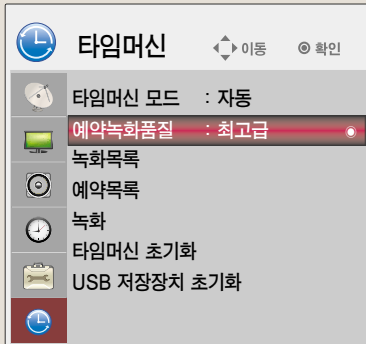 타임머신 이동 확인
타임머신 모드 : 자동
예약녹화품질 : 최고급
녹화목록
예약목록
녹화
타임머신 초기화
USB 저장장치 초기화